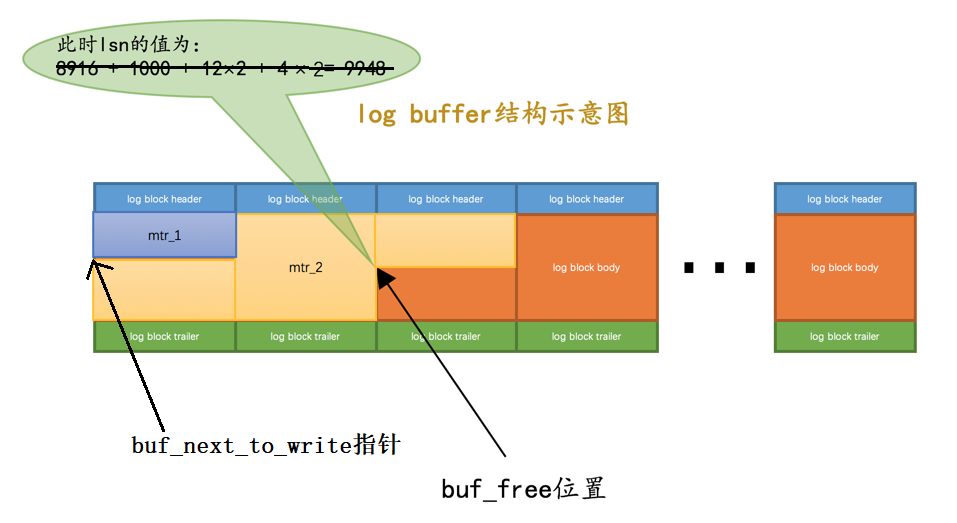 此时lsn的值为：
8916 + 1000 + 12×2 + 4 × 2= 9948
log buffer结构示意图
log block header log block header log block header log block header log block header
mtr_1
mtr_2
log block body log block body
log block trailer log block trailer log block trailer log block trailer log block trailer
buf_next_to_write指针
buf_free位置